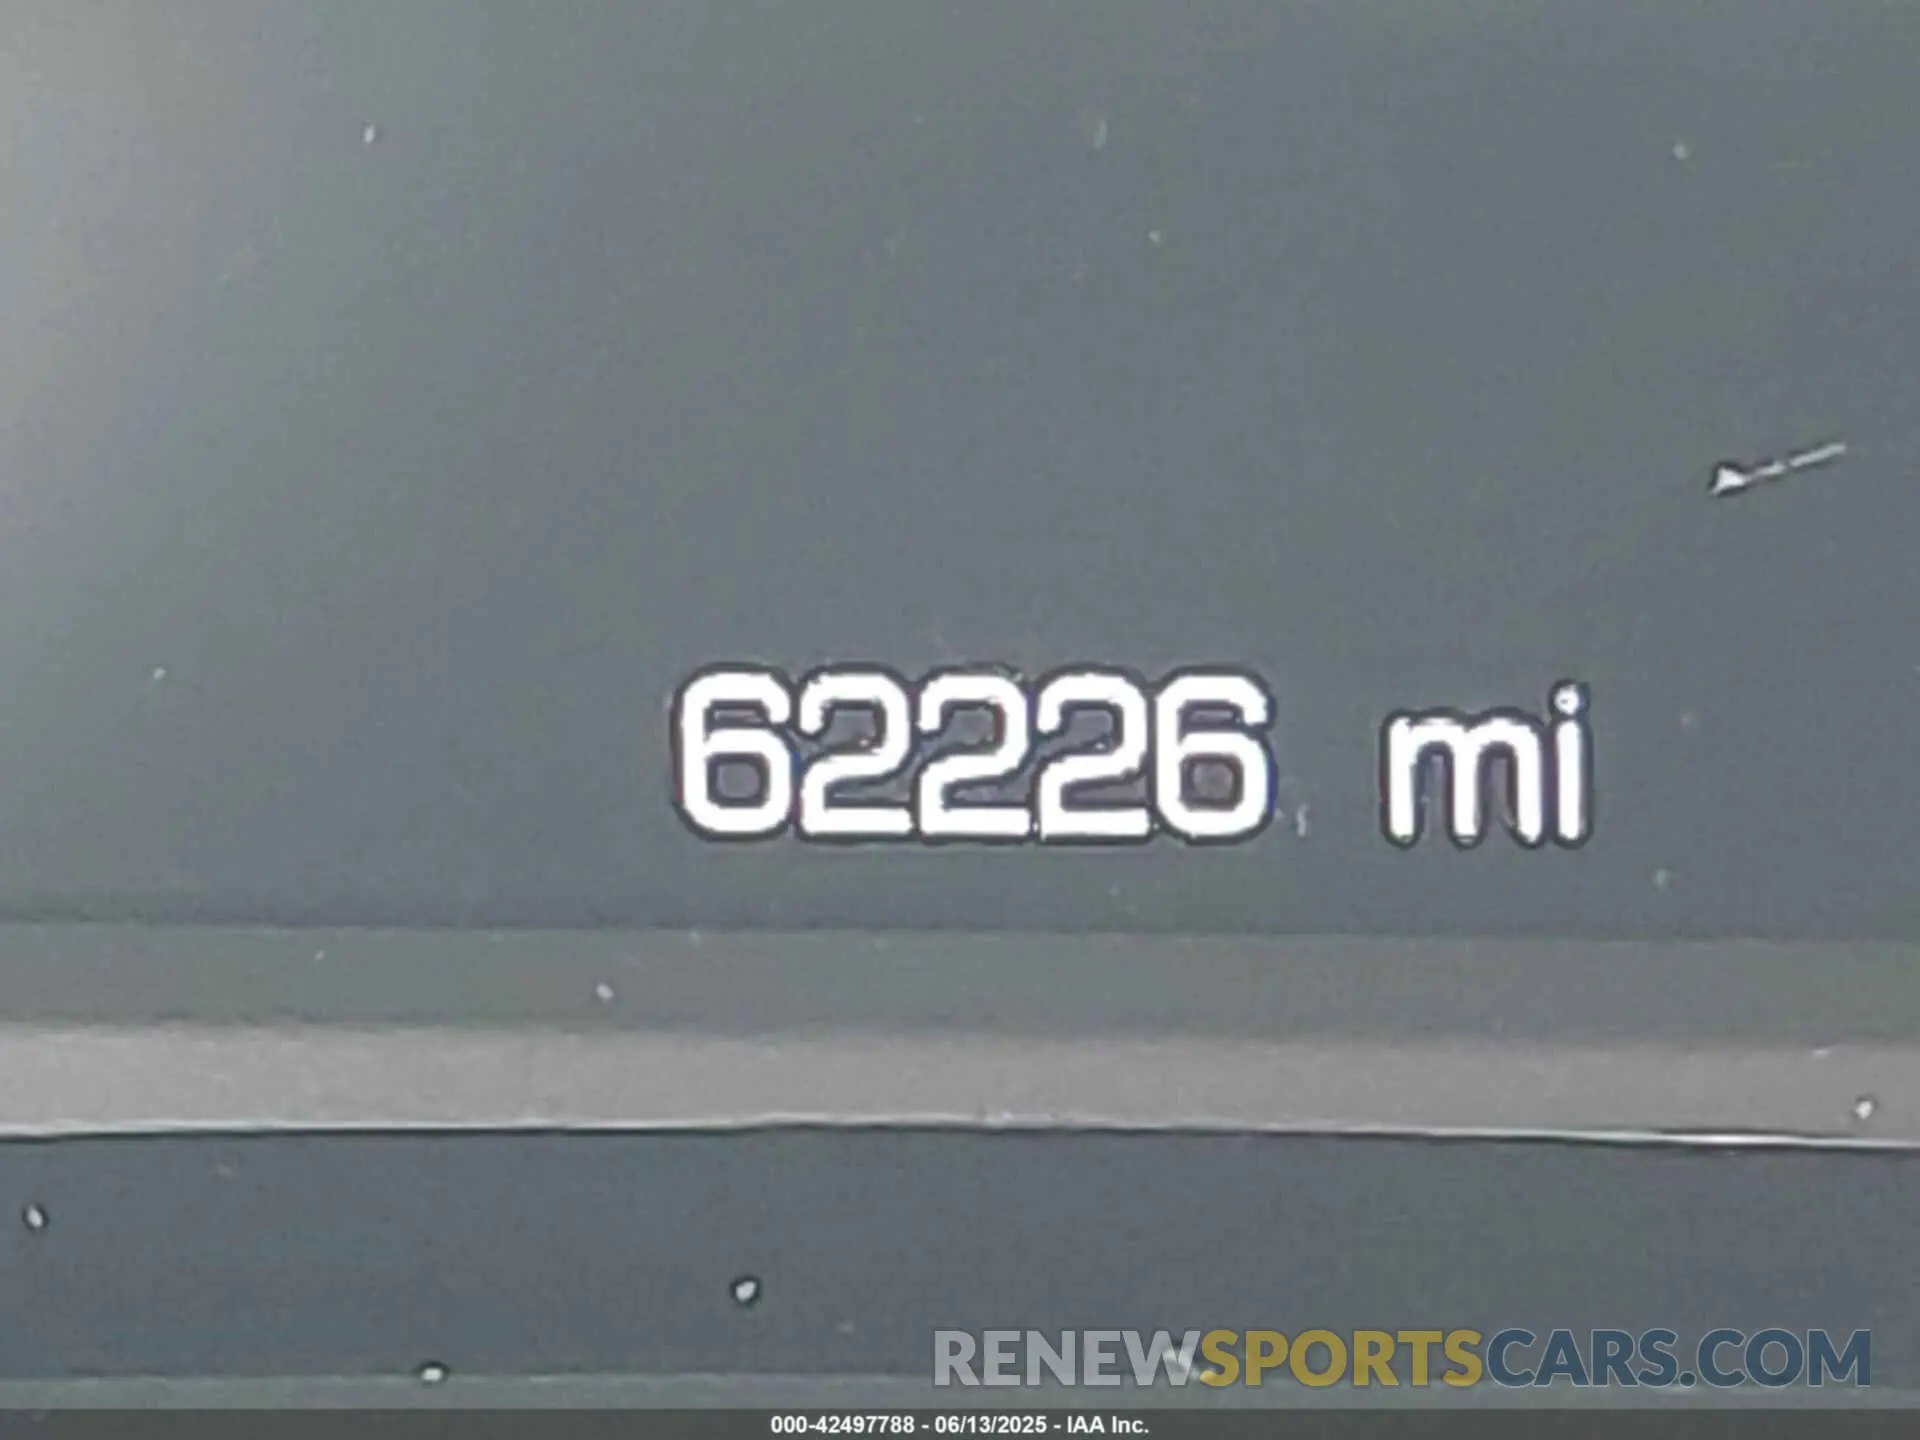 62226 mi
RENEWSPORTSCARS.COM
000-42497788 - 06/13/2025 - IAA Inc.